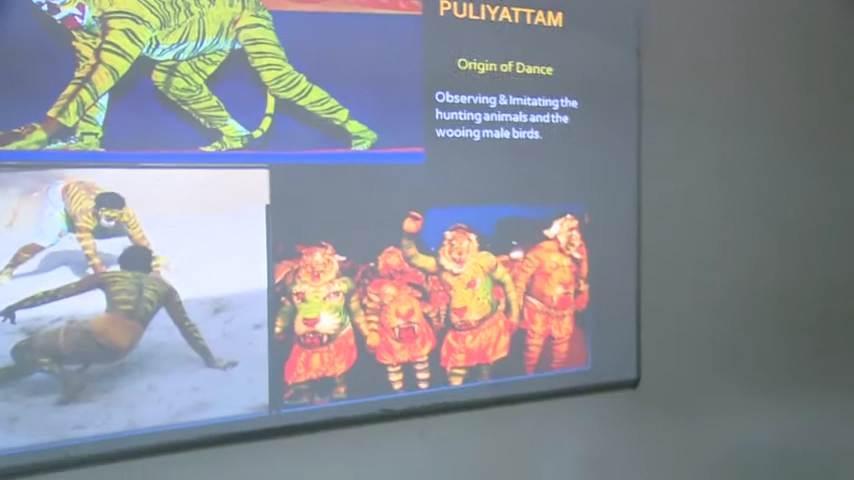 PULIYATTAM
Origin of Dance
Observing & Imitating the
hunting animals and the
wooing male birds.